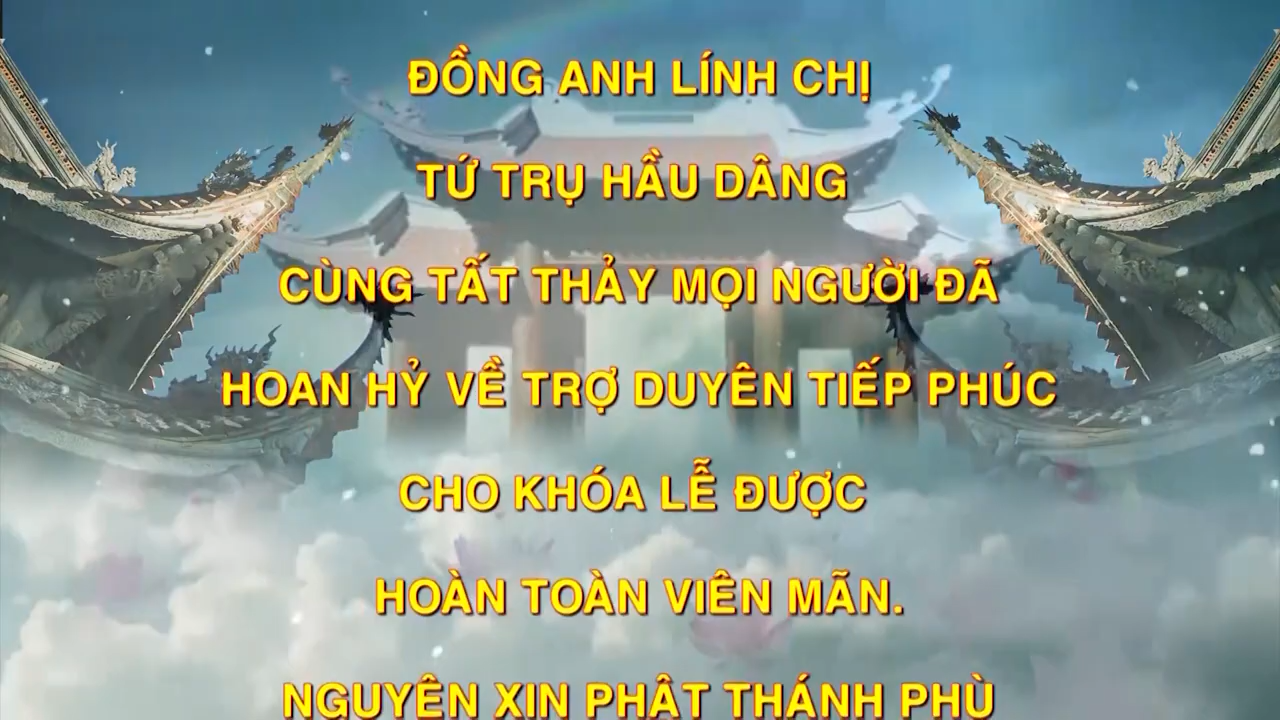 ĐỒNG ANH LÍNH CHỊ
TỨ TRỤ HẦU DÂNG
CÙNG TẤT THẢY MỌI NGƯỜI ĐÃ
HOAN HỶ VỀ TRỢ DUYÊN TIẾP PHÚC
CHO KHÓA LỄ ĐƯỢC
HOÀN TOÀN VIÊN MÃN.
NGUYỆN XIN PHẬT THÁNH PHÙ